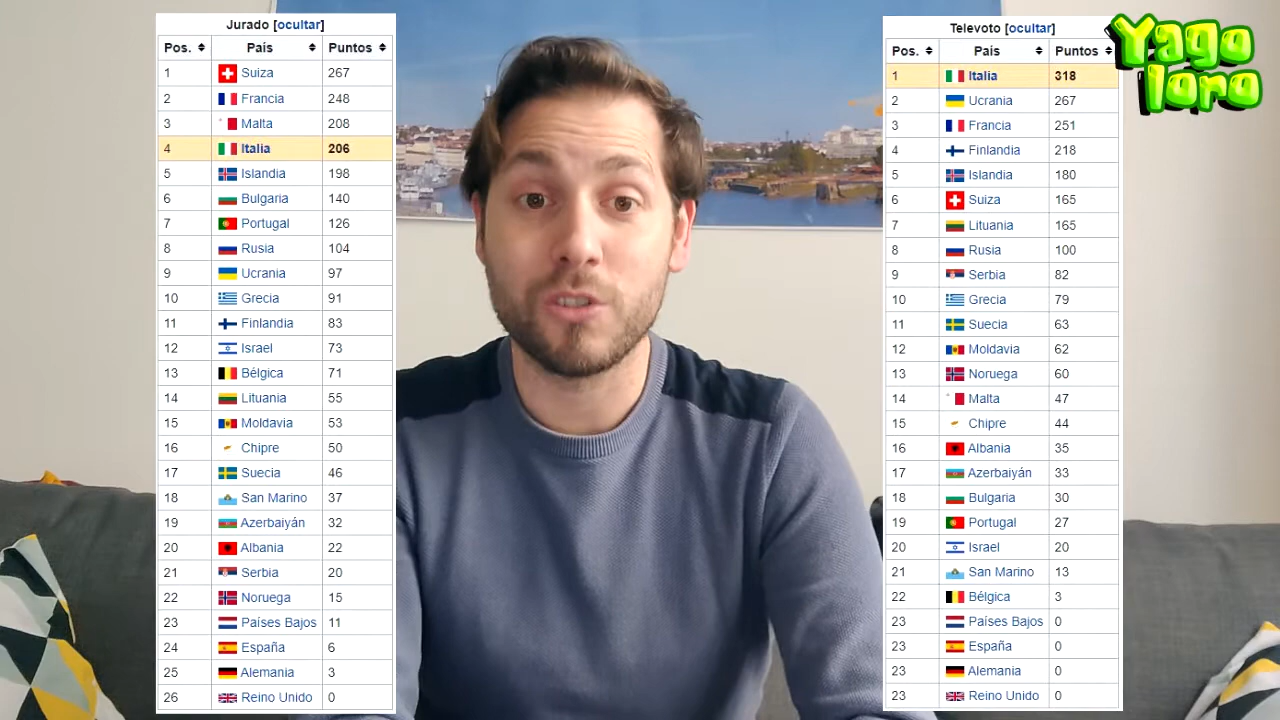 Jurado [ocultar]
Pos. País Puntos
1 Suiza 267
2 Francia 248
3 208
4 Italia 206
5 Islandia 198
6 Bulgaria 140
7 Portugal 126
8 Rusia 104
9 Ucrania 97
10 Grecia 91
11 Finlandia 83
12 73
13 Bélgica 71
14 Lituania 55
15 Moldavia 53
16 Chipre 50
17 Suecia 46
18 San Marino 37
19 Azerbaiyán 32
20 Albania 22
21 Serbia 20
22 Noruega 15
23 Países Bajos 11
24 España 6
25 Alemania 3
26 Reino Unido 0
Televoto [ocultar]
Pos. País Puntos
1 Italia 318
2 Ucrania 267
3 Francia 251
4 Finlandia 218
5 Islandia 180
6 Suiza 165
7 Lituania 165
8 Rusia 100
9 Serbia 82
10 Grecia 79
11 Suecia 63
12 Moldavia 62
13 Noruega 60
14 Malta 47
15 Chipre 44
16 Albania 35
17 Azerbaiyán 33
18 Bulgaria 30
19 Portugal 27
20 Israel 20
21 San Marino 13
22 Bélgica 3
23 Países Bajos 0
23 España 0
23 Alemania 0
23 Reino Unido 0
Yago
loro